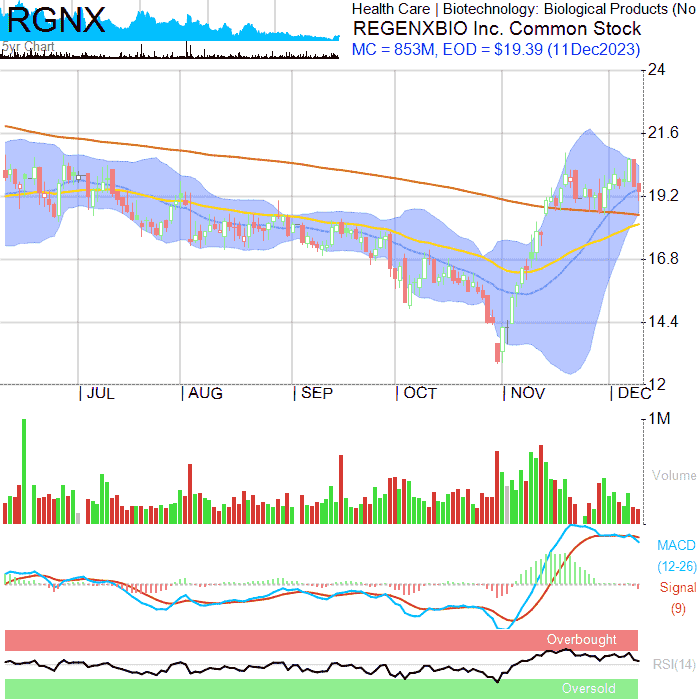 RGNX
Health Care | Biotechnology: Biological Products (No
REGENXBIO Inc. Common Stock
5yr Chart
MC = 853M, EOD = $19.39 (11Dec2023)
24
21.6
19.2
16.8
14.4
12
| JUL | AUG | SEP | OCT | NOV | DEC
1M
Volume
MACD
(12-26)
Signal
(9)
Overbought
RSI(14)
Oversold